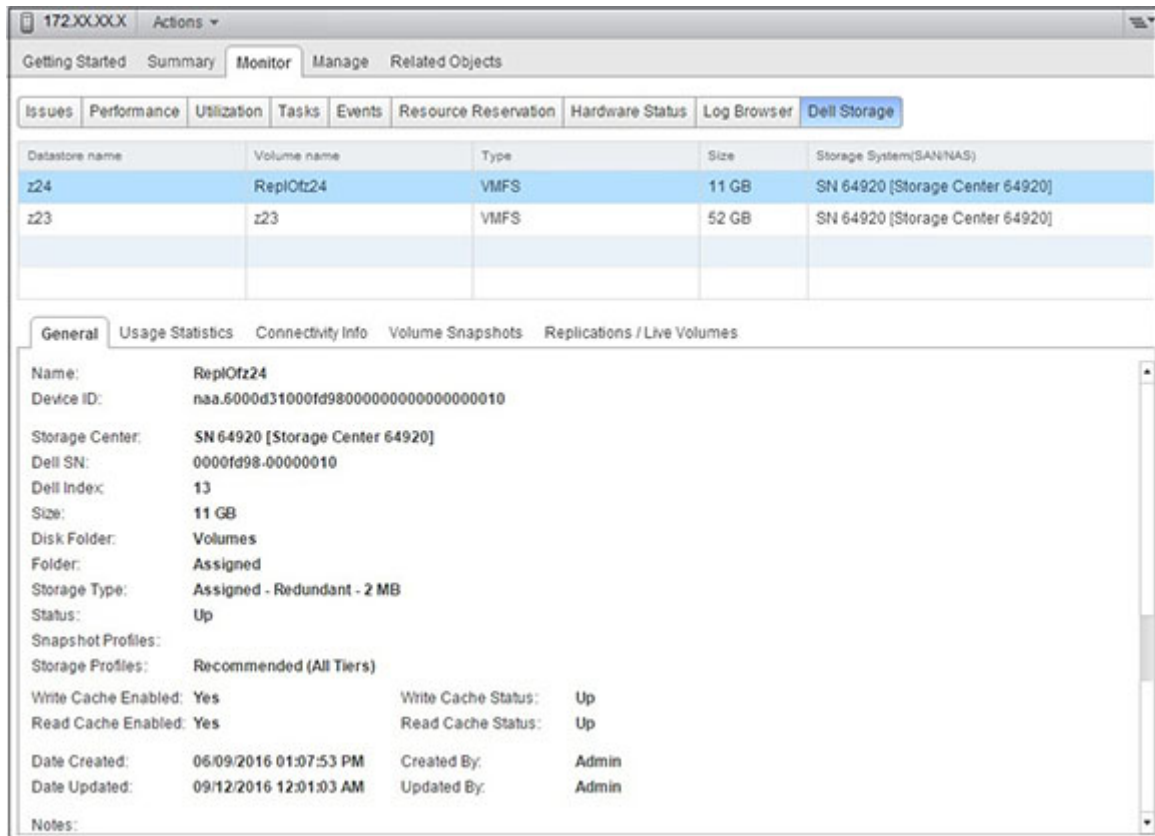 172.XX.XX.X Actions
Getting Started Summary Monitor Manage Related Objects
Issues Performance Utilization Tasks Events Resource Reservation Hardware Status Log Browser Dell Storage
Datastore name Volume name Type Size Storage System(SAN/NAS)
z24 ReplOfz24 VMFS 11 GB SN 64920 [Storage Center 64920]
z23 z23 VMFS 52 GB SN 64920 [Storage Center 64920]
General Usage Statistics Connectivity Info Volume Snapshots Replications / Live Volumes
Name: ReplOfz24
Device ID: naa.6000d31000fd98000000000000000010
Storage Center: SN 64920 [Storage Center 64920]
Dell SN: 0000fd98-00000010
Dell Index: 13
Size: 11 GB
Disk Folder: Volumes
Folder: Assigned
Storage Type: Assigned - Redundant - 2 MB
Status: Up
Snapshot Profiles:
Storage Profiles: Recommended (All Tiers)
Write Cache Enabled: Yes Write Cache Status: Up
Read Cache Enabled: Yes Read Cache Status: Up
Date Created: 06/09/2016 01:07:53 PM Created By: Admin
Date Updated: 09/12/2016 12:01:03 AM Updated By: Admin
Notes: